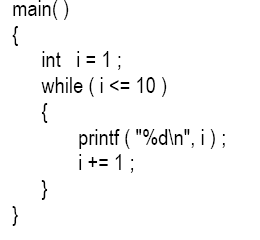 main( )
{
int i = 1 ;
while ( i <= 10 )
{
printf ( "%d\n", i ) ;
i += 1 ;
}
}